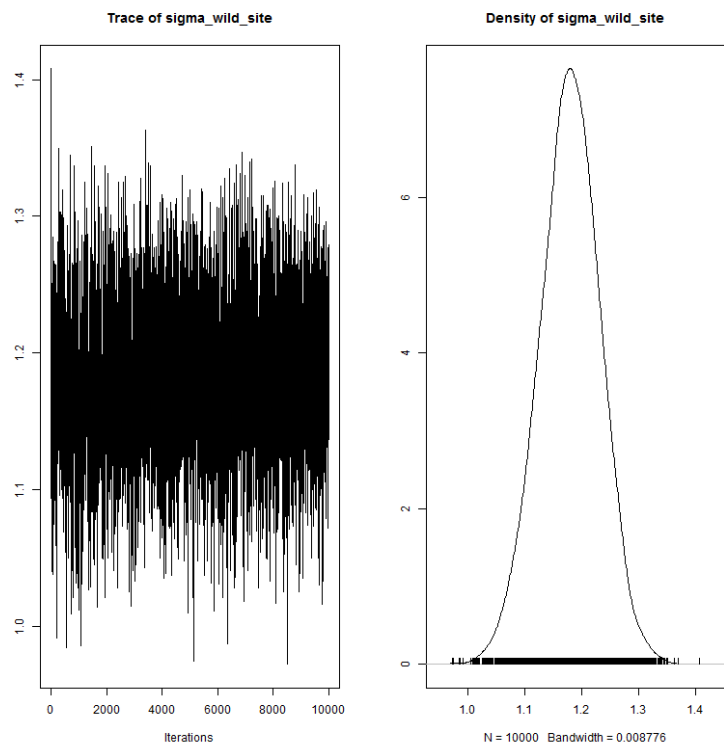 Trace of sigma_wild_site
1.4
1.3
1.2
1.1
1.0
0 2000 4000 6000 8000 10000
Iterations
Density of sigma_wild_site
6
4
2
0
1.0 1.1 1.2 1.3 1.4
N = 10000 Bandwidth = 0.008776